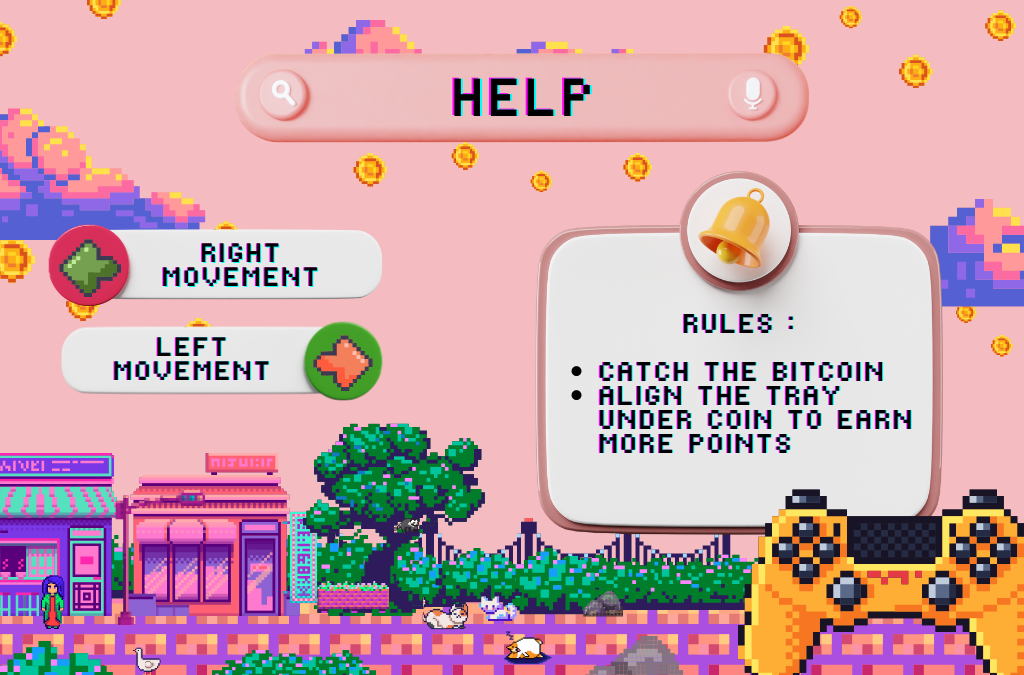 HELP
RIGHT
MOVEMENT
LEFT
MOVEMENT
RULES :
• CATCH THE BITCOIN
• ALIGN THE TRAY
UNDER COIN TO EARN
MORE POINTS